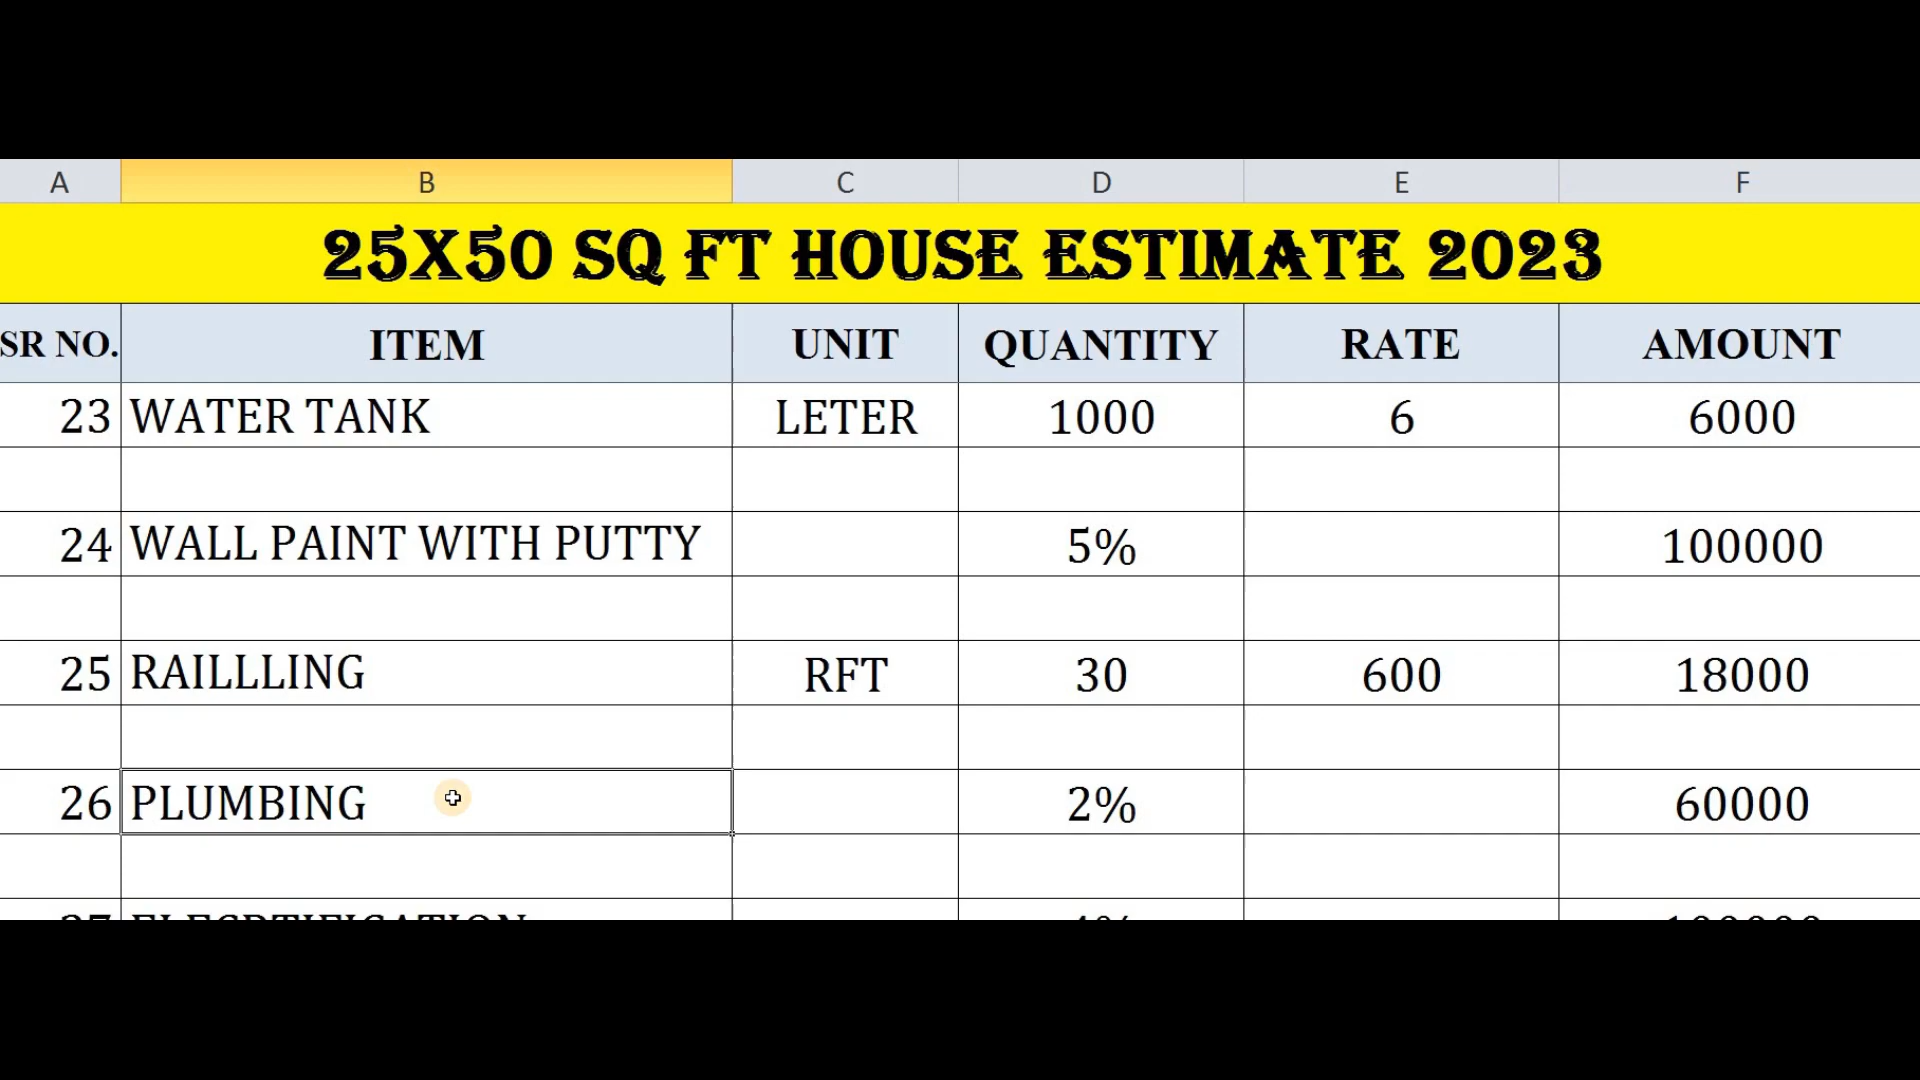 A B C D E F
25X50 SQ FT HOUSE ESTIMATE 2023
SR NO. ITEM UNIT QUANTITY RATE AMOUNT
23 WATER TANK LETER 1000 6 6000
24 WALL PAINT WITH PUTTY 5% 100000
25 RAILLLING RFT 30 600 18000
26 PLUMBING 2% 60000